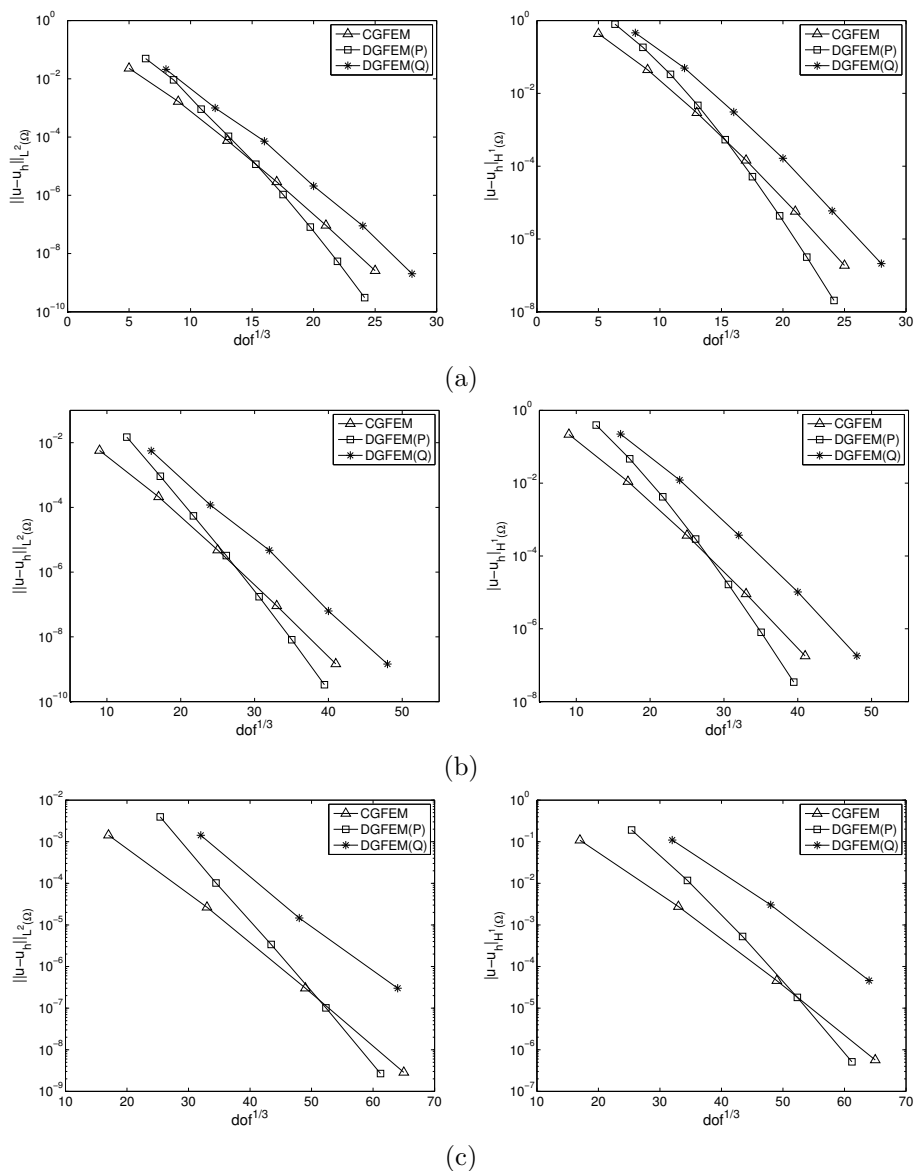 10^0
10^-2
10^-4
10^-6
10^-8
10^-10
||u−u_h||_L^2(Ω)
0 5 10 15 20 25 30
dof^1/3
CGFEM
DGFEM(P)
DGFEM(Q)
10^0
10^-2
10^-4
10^-6
10^-8
|u−u_h|_H^1(Ω)
0 5 10 15 20 25 30
dof^1/3
CGFEM
DGFEM(P)
DGFEM(Q)
(a)
10^-2
10^-4
10^-6
10^-8
10^-10
||u−u_h||_L^2(Ω)
10 20 30 40 50
dof^1/3
CGFEM
DGFEM(P)
DGFEM(Q)
10^0
10^-2
10^-4
10^-6
10^-8
|u−u_h|_H^1(Ω)
10 20 30 40 50
dof^1/3
CGFEM
DGFEM(P)
DGFEM(Q)
(b)
10^-2
10^-3
10^-4
10^-5
10^-6
10^-7
10^-8
10^-9
||u−u_h||_L^2(Ω)
10 20 30 40 50 60 70
dof^1/3
CGFEM
DGFEM(P)
DGFEM(Q)
10^0
10^-1
10^-2
10^-3
10^-4
10^-5
10^-6
10^-7
|u−u_h|_H^1(Ω)
10 20 30 40 50 60 70
dof^1/3
CGFEM
DGFEM(P)
DGFEM(Q)
(c)